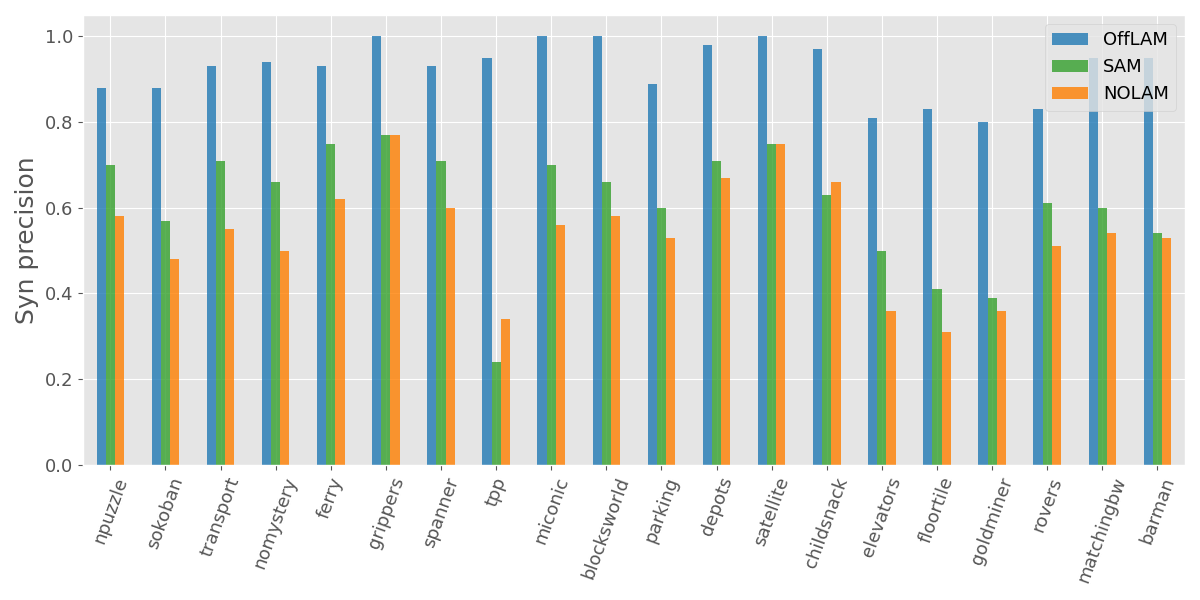 Syn precision
1.0
0.8
0.6
0.4
0.2
0.0
OffLAM
SAM
NOLAM
npuzzle
sokoban
transport
nomystery
ferry
grippers
spanner
tpp
miconic
blocksworld
parking
depots
satellite
childsnack
elevators
floortile
goldminer
rovers
matchingbw
barman